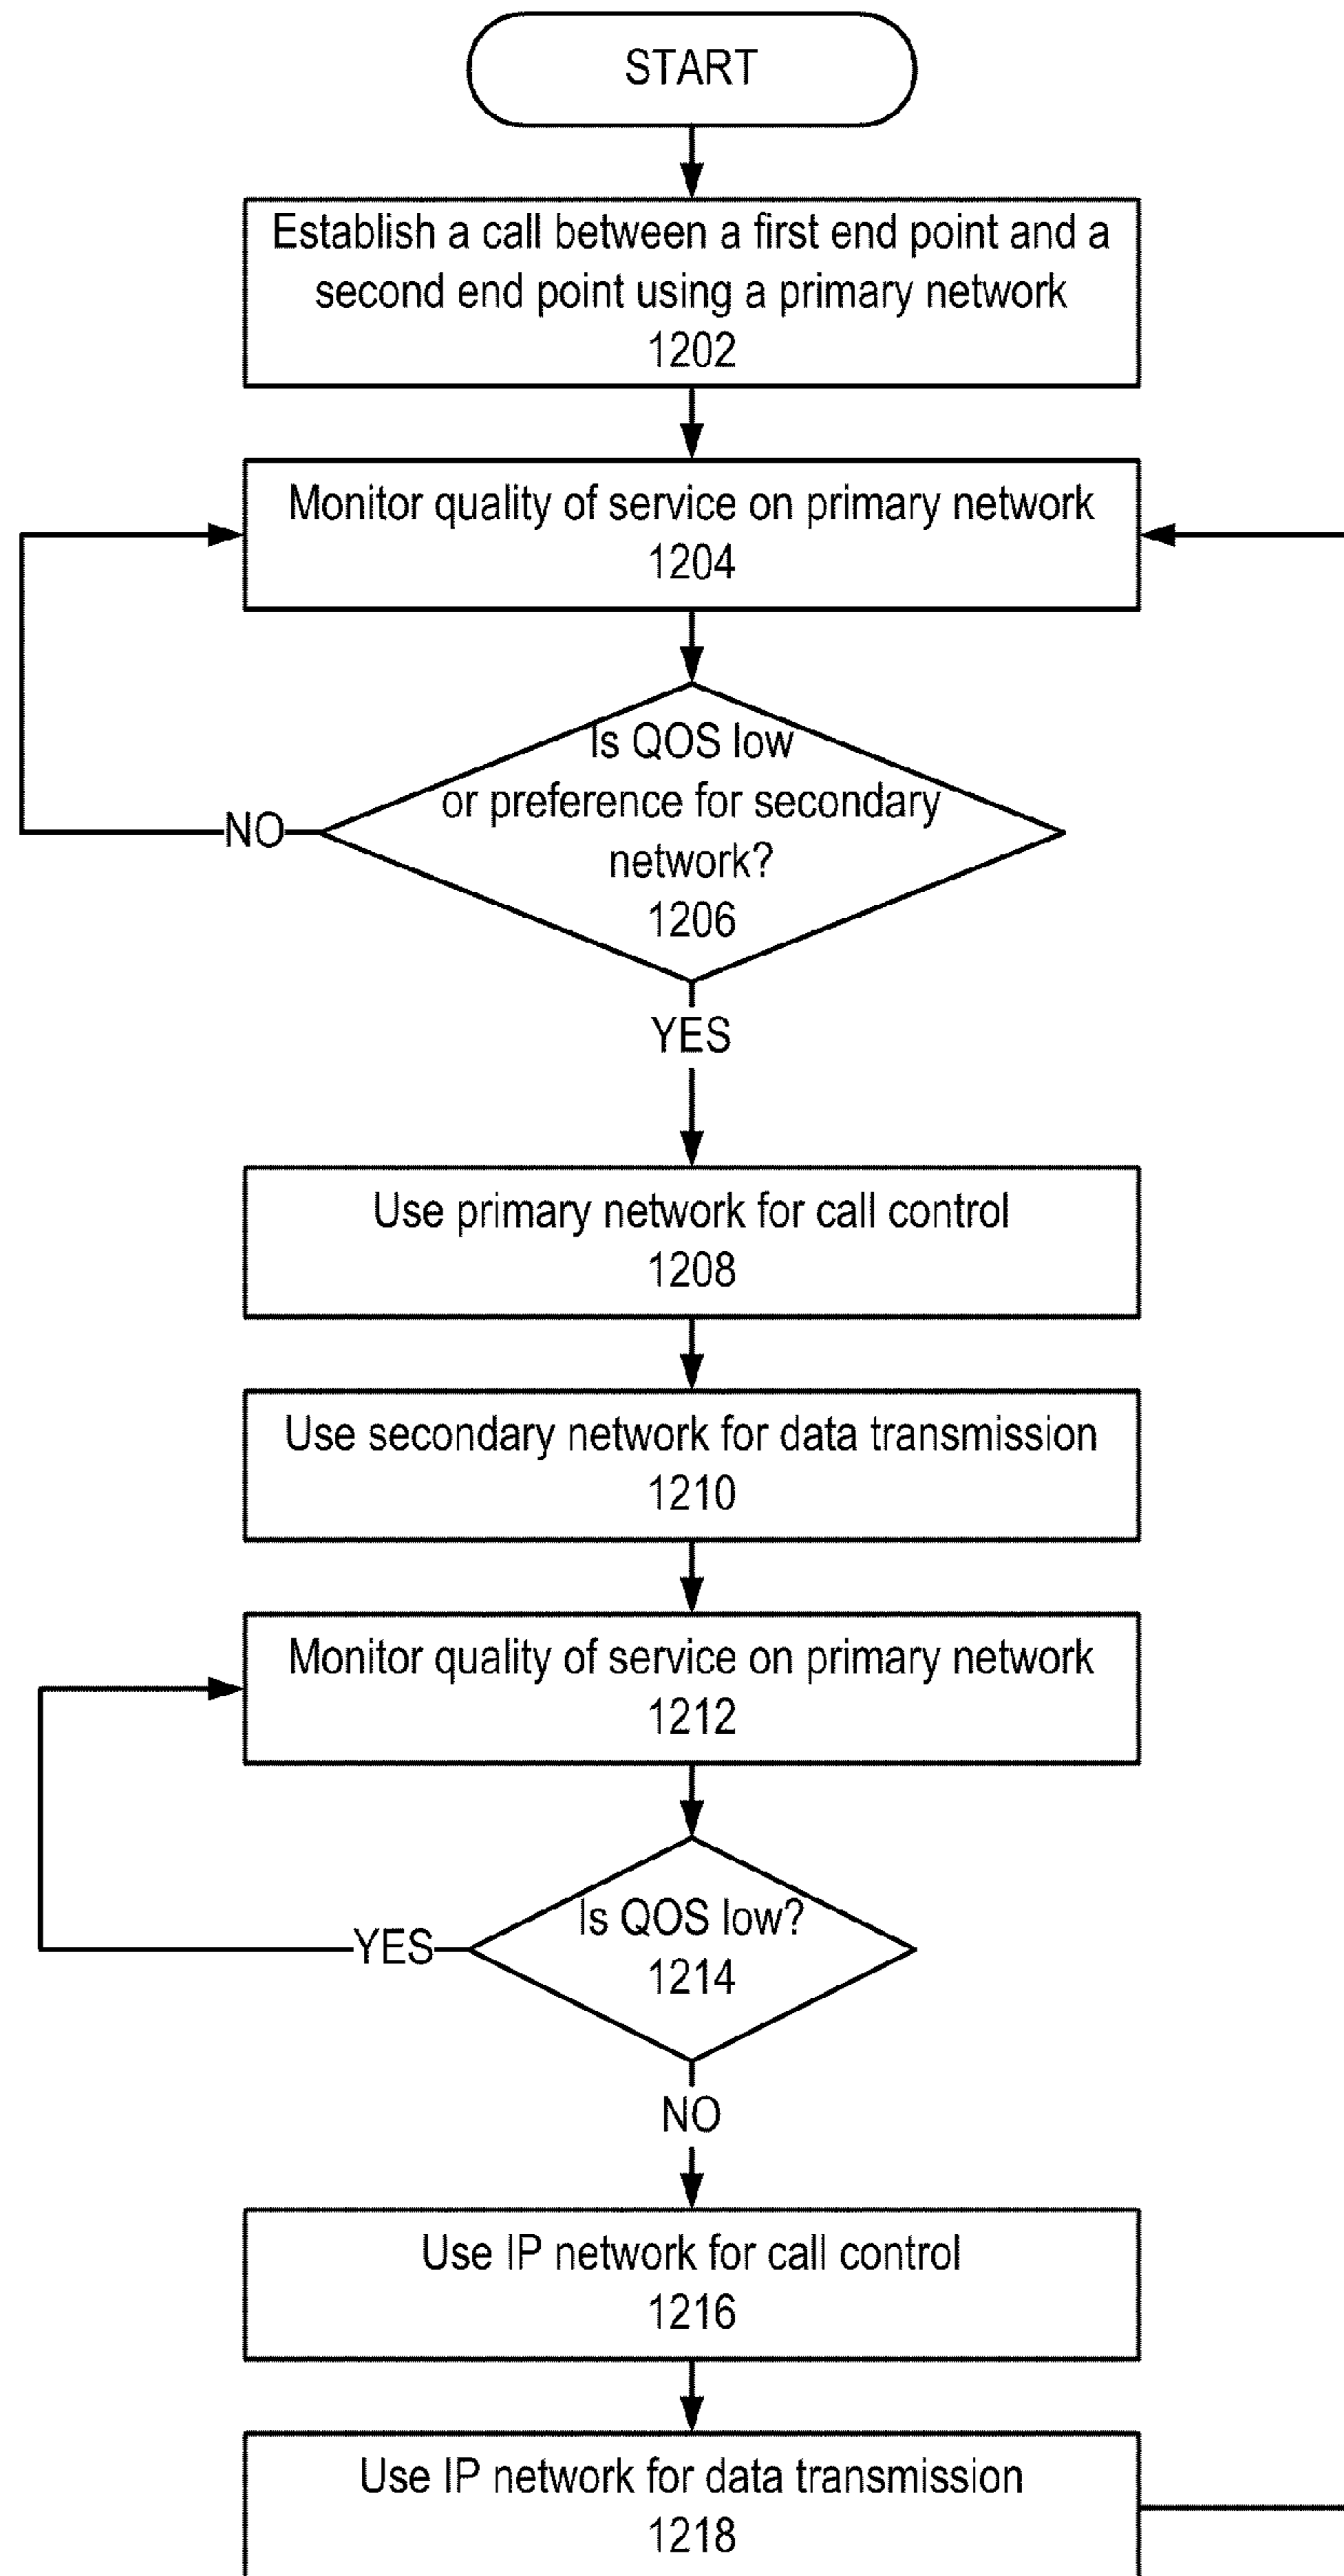 START
Establish a call between a first end point and a
second end point using a primary network
1202
Monitor quality of service on primary network
1204
Is QOS low
or preference for secondary
network?
1206
NO
YES
Use primary network for call control
1208
Use secondary network for data transmission
1210
Monitor quality of service on primary network
1212
Is QOS low?
1214
YES
NO
Use IP network for call control
1216
Use IP network for data transmission
1218